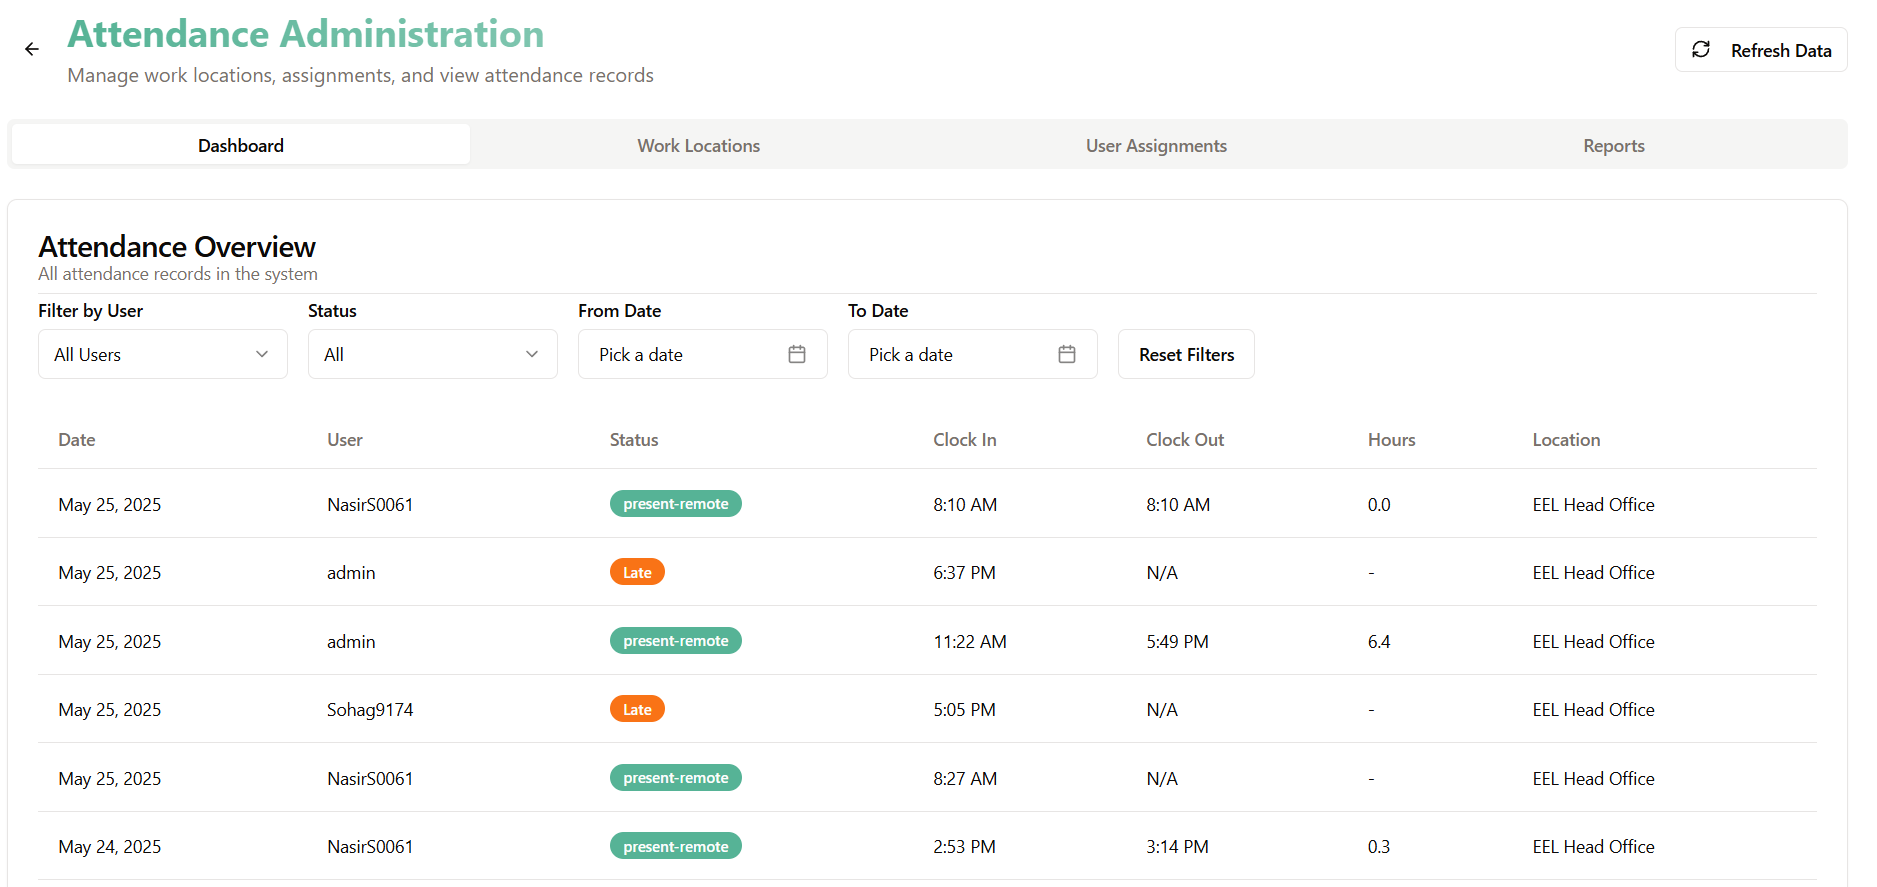 Attendance Administration
Manage work locations, assignments, and view attendance records
Refresh Data
Dashboard Work Locations User Assignments Reports
Attendance Overview
All attendance records in the system
Filter by User Status From Date To Date
All Users All Pick a date Pick a date Reset Filters
Date User Status Clock In Clock Out Hours Location
May 25, 2025 NasirS0061 present-remote 8:10 AM 8:10 AM 0.0 EEL Head Office
May 25, 2025 admin Late 6:37 PM N/A - EEL Head Office
May 25, 2025 admin present-remote 11:22 AM 5:49 PM 6.4 EEL Head Office
May 25, 2025 Sohag9174 Late 5:05 PM N/A - EEL Head Office
May 25, 2025 NasirS0061 present-remote 8:27 AM N/A - EEL Head Office
May 24, 2025 NasirS0061 present-remote 2:53 PM 3:14 PM 0.3 EEL Head Office